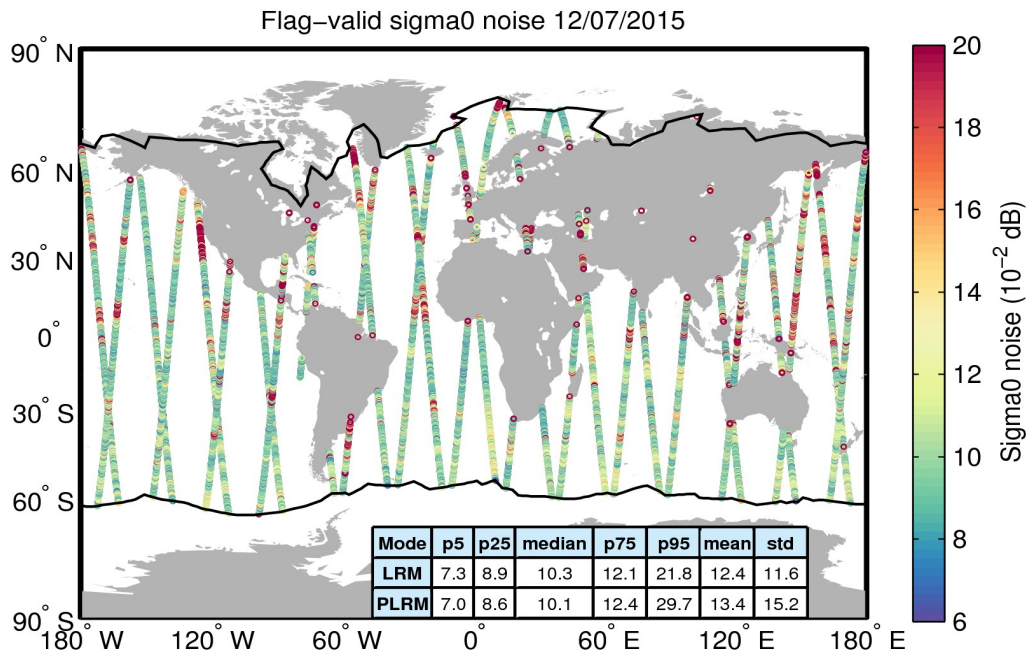 Flag−valid sigma0 noise 12/07/2015
90° N
60° N
30° N
0°
30° S
60° S
90° S
180° W
120° W
60° W
0°
60° E
120° E
180° E
Mode p5 p25 median p75 p95 mean std
LRM 7.3 8.9 10.3 12.1 21.8 12.4 11.6
PLRM 7.0 8.6 10.1 12.4 29.7 13.4 15.2
20
18
16
14
12
10
8
6
Sigma0 noise (10⁻² dB)